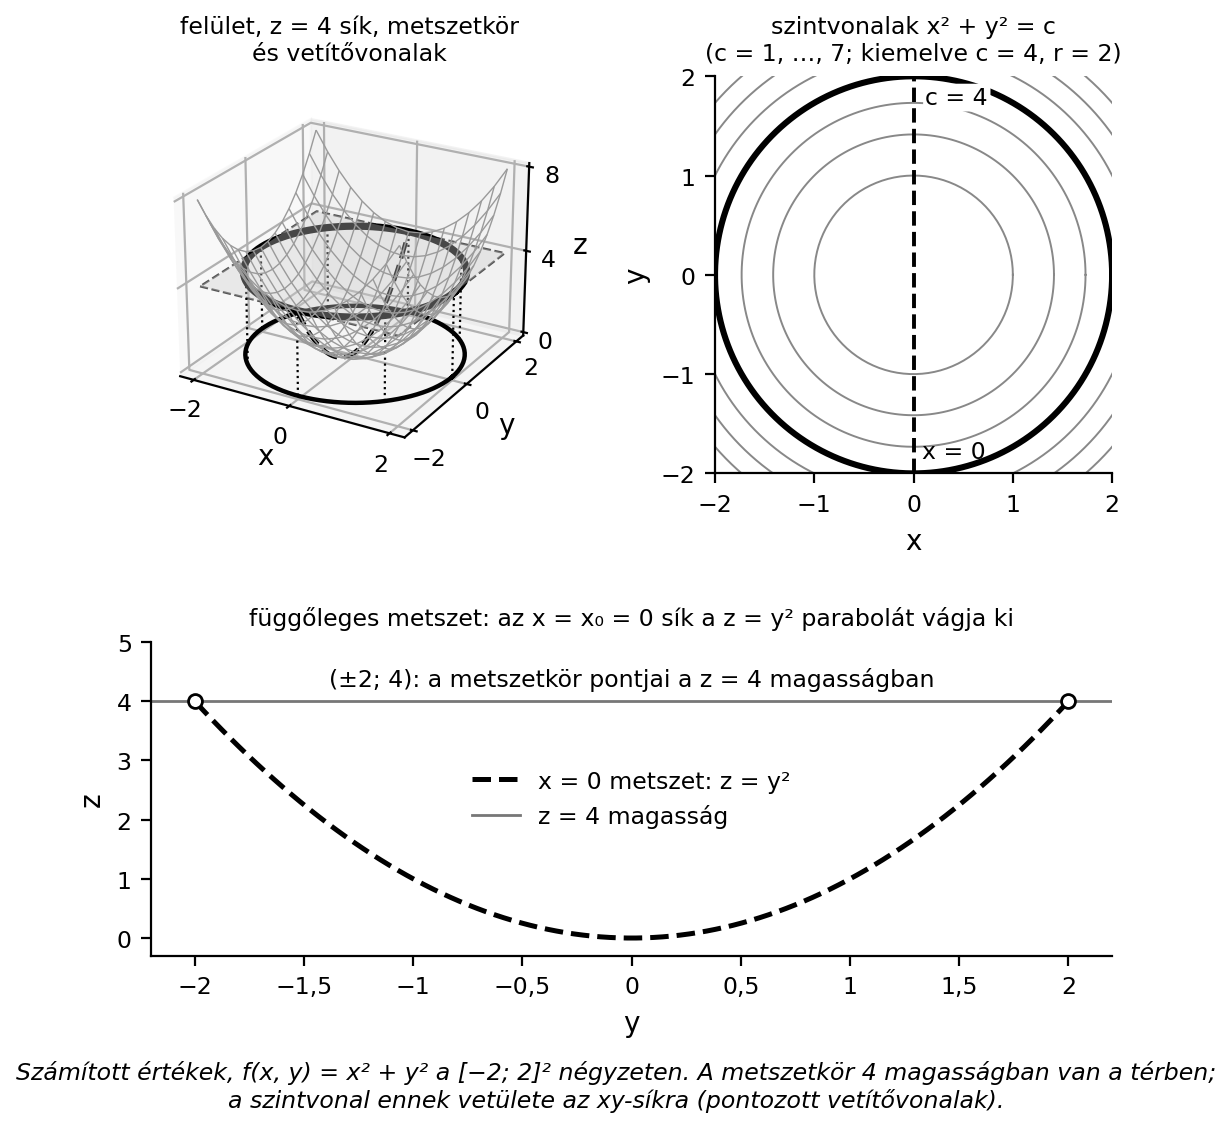 felület, z = 4 sík, metszetkör
és vetítővonalak
8
4
0
z
−2
0
2
x
−2
0
2
y
szintvonalak x² + y² = c
(c = 1, …, 7; kiemelve c = 4, r = 2)
2
1
0
−1
−2
y
c = 4
x = 0
−2
−1
0
1
2
x
függőleges metszet: az x = x₀ = 0 sík a z = y² parabolát vágja ki
5
4
3
2
1
0
z
(±2; 4): a metszetkör pontjai a z = 4 magasságban
x = 0 metszet: z = y²
z = 4 magasság
−2
−1,5
−1
−0,5
0
0,5
1
1,5
2
y
Számított értékek, f(x, y) = x² + y² a [−2; 2]² négyzeten. A metszetkör 4 magasságban van a térben;
a szintvonal ennek vetülete az xy-síkra (pontozott vetítővonalak).